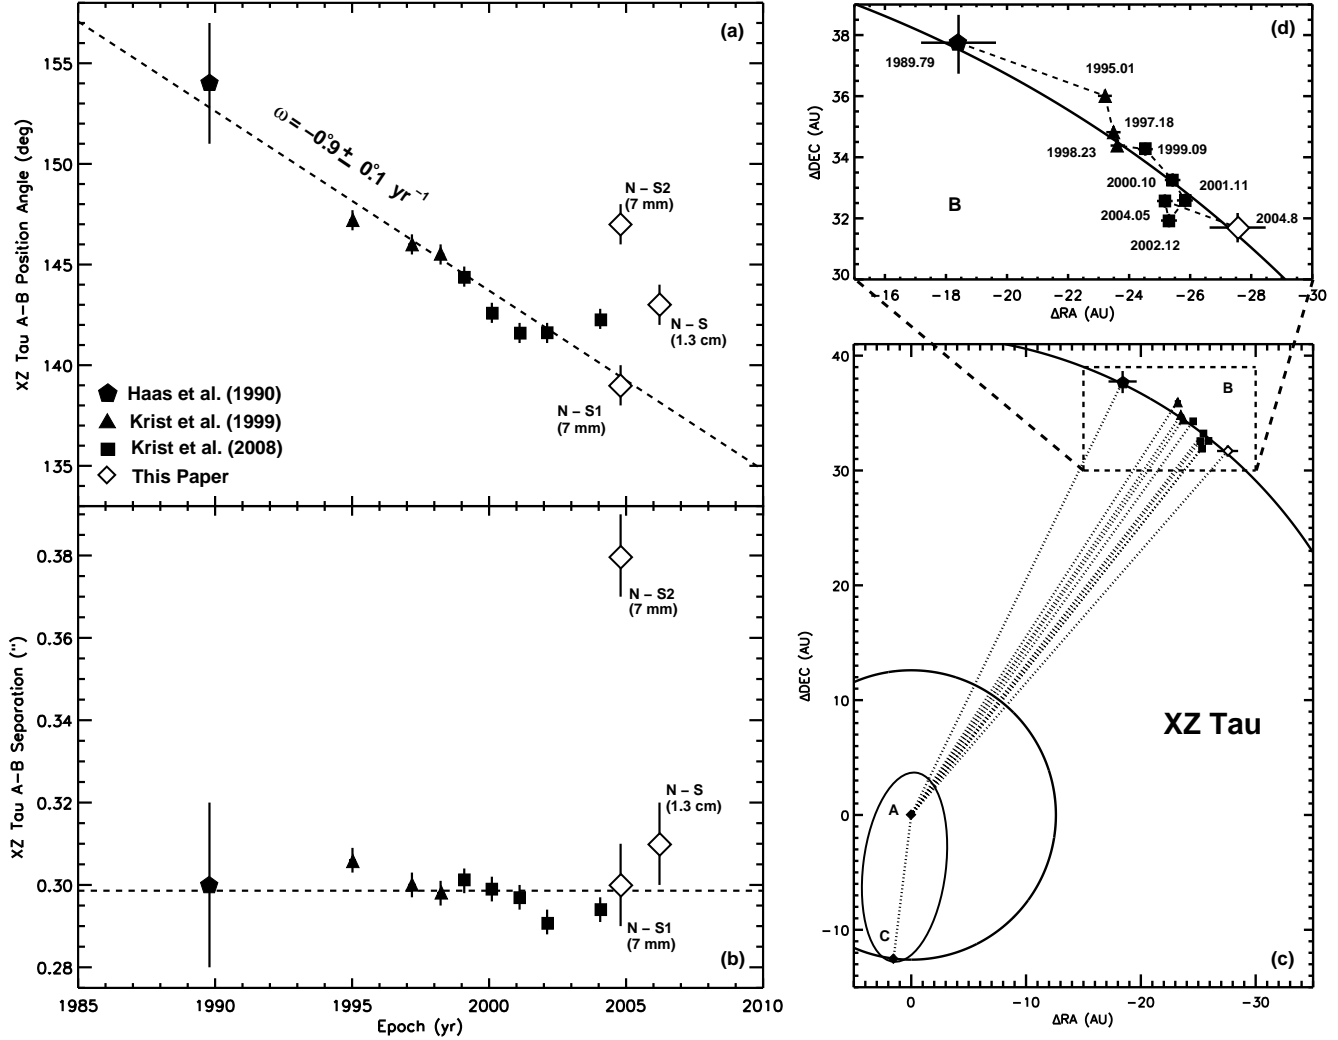 (a)
XZ Tau A−B Position Angle (deg)
155
150
145
140
135
ω = −0°.9 ± 0°.1 yr⁻¹
N − S2
(7 mm)
N − S
(1.3 cm)
N − S1
(7 mm)
Haas et al. (1990)
Krist et al. (1999)
Krist et al. (2008)
This Paper
XZ Tau A−B Separation (")
0.38
0.36
0.34
0.32
0.30
0.28
N − S2
(7 mm)
N − S
(1.3 cm)
N − S1
(7 mm)
(b)
1985
1990
1995
2000
2005
2010
Epoch (yr)
(d)
ΔDEC (AU)
38
36
34
32
30
1989.79
1995.01
1997.18
1998.23
1999.09
2000.10
2001.11
2004.05
2004.8
2002.12
B
−16
−18
−20
−22
−24
−26
−28
−30
ΔRA (AU)
ΔDEC (AU)
40
30
20
10
0
−10
B
XZ Tau
A
C
(c)
0
−10
−20
−30
ΔRA (AU)